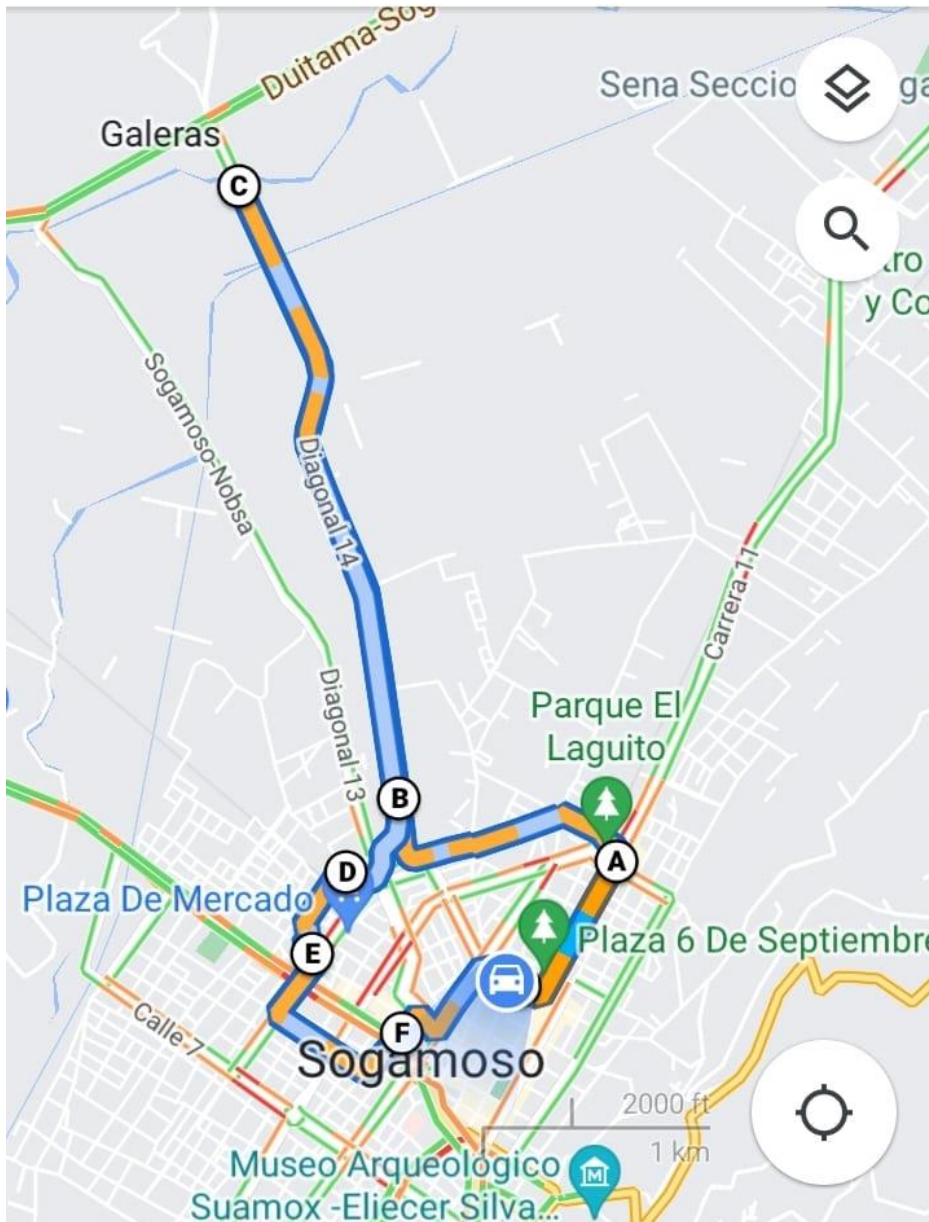 Duitama-Sog
Sena Seccio
ga
Galeras
C
tro
y Co
Sogamoso-Nobsa
Diagonal 14
Carrera 11
Parque El
Laguito
Diagonal 13
B
A
D
Plaza De Mercado
Plaza 6 De Septiembre
E
F
Calle 7
Sogamoso
2000 ft
1 km
Museo Arqueológico
Suamox -Eliecer Silva...
M